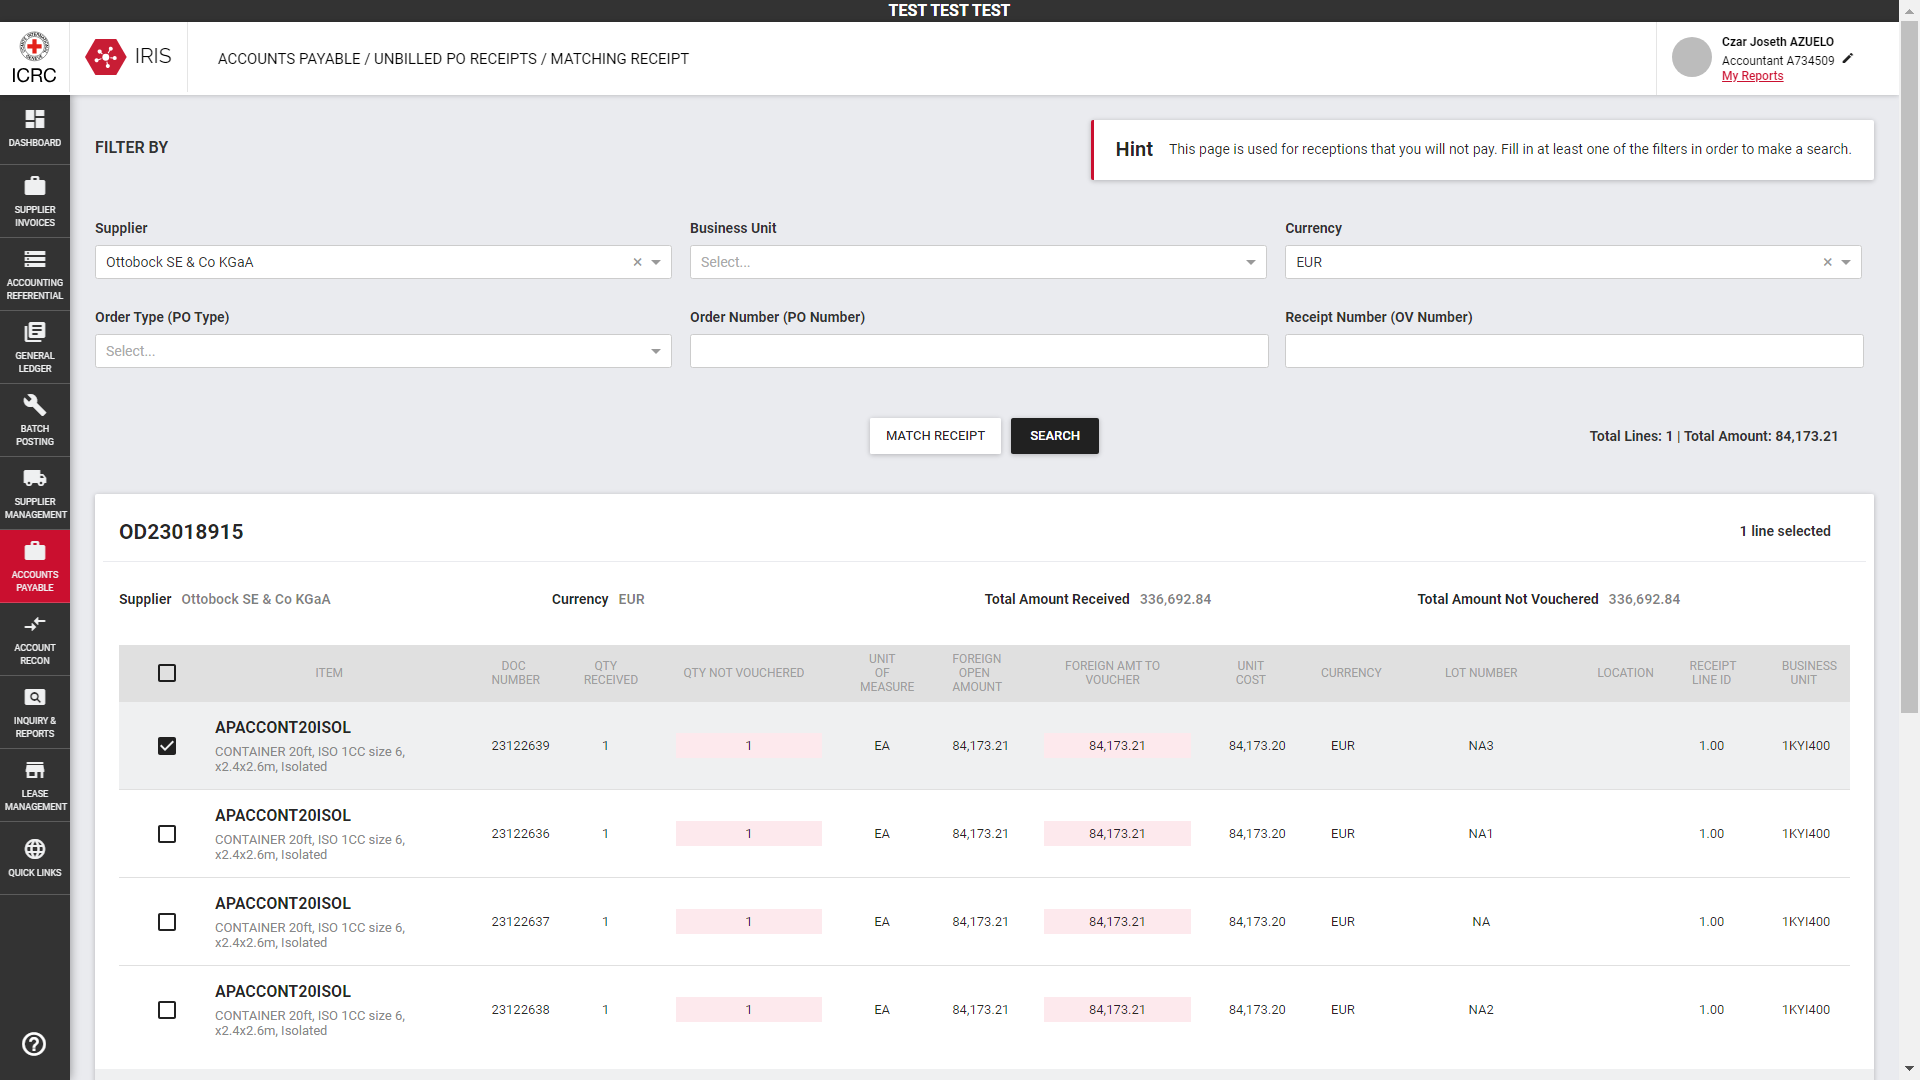 TEST TEST TEST
ICRC
IRIS
ACCOUNTS PAYABLE / UNBILLED PO RECEIPTS / MATCHING RECEIPT
Czar Joseth AZUELO
Accountant A734509
My Reports
DASHBOARD
SUPPLIER
INVOICES
ACCOUNTING
REFERENTIAL
GENERAL
LEDGER
BATCH
POSTING
SUPPLIER
MANAGEMENT
ACCOUNTS
PAYABLE
ACCOUNT
RECON
INQUIRY &
REPORTS
LEASE
MANAGEMENT
QUICK LINKS
FILTER BY
Hint This page is used for receptions that you will not pay. Fill in at least one of the filters in order to make a search.
Supplier Business Unit Currency
Ottobock SE & Co KGaA Select... EUR
Order Type (PO Type) Order Number (PO Number) Receipt Number (OV Number)
Select...
MATCH RECEIPT SEARCH Total Lines: 1 | Total Amount: 84,173.21
OD23018915 1 line selected
Supplier Ottobock SE & Co KGaA Currency EUR Total Amount Received 336,692.84 Total Amount Not Vouchered 336,692.84
ITEM DOC NUMBER QTY RECEIVED QTY NOT VOUCHERED UNIT OF MEASURE FOREIGN OPEN AMOUNT FOREIGN AMT TO VOUCHER UNIT COST CURRENCY LOT NUMBER LOCATION RECEIPT LINE ID BUSINESS UNIT
APACCONT20ISOL
CONTAINER 20ft, ISO 1CC size 6,
x2.4x2.6m, Isolated
23122639 1 1 EA 84,173.21 84,173.21 84,173.20 EUR NA3 1.00 1KYI400
APACCONT20ISOL
CONTAINER 20ft, ISO 1CC size 6,
x2.4x2.6m, Isolated
23122636 1 1 EA 84,173.21 84,173.21 84,173.20 EUR NA1 1.00 1KYI400
APACCONT20ISOL
CONTAINER 20ft, ISO 1CC size 6,
x2.4x2.6m, Isolated
23122637 1 1 EA 84,173.21 84,173.21 84,173.20 EUR NA 1.00 1KYI400
APACCONT20ISOL
CONTAINER 20ft, ISO 1CC size 6,
x2.4x2.6m, Isolated
23122638 1 1 EA 84,173.21 84,173.21 84,173.20 EUR NA2 1.00 1KYI400